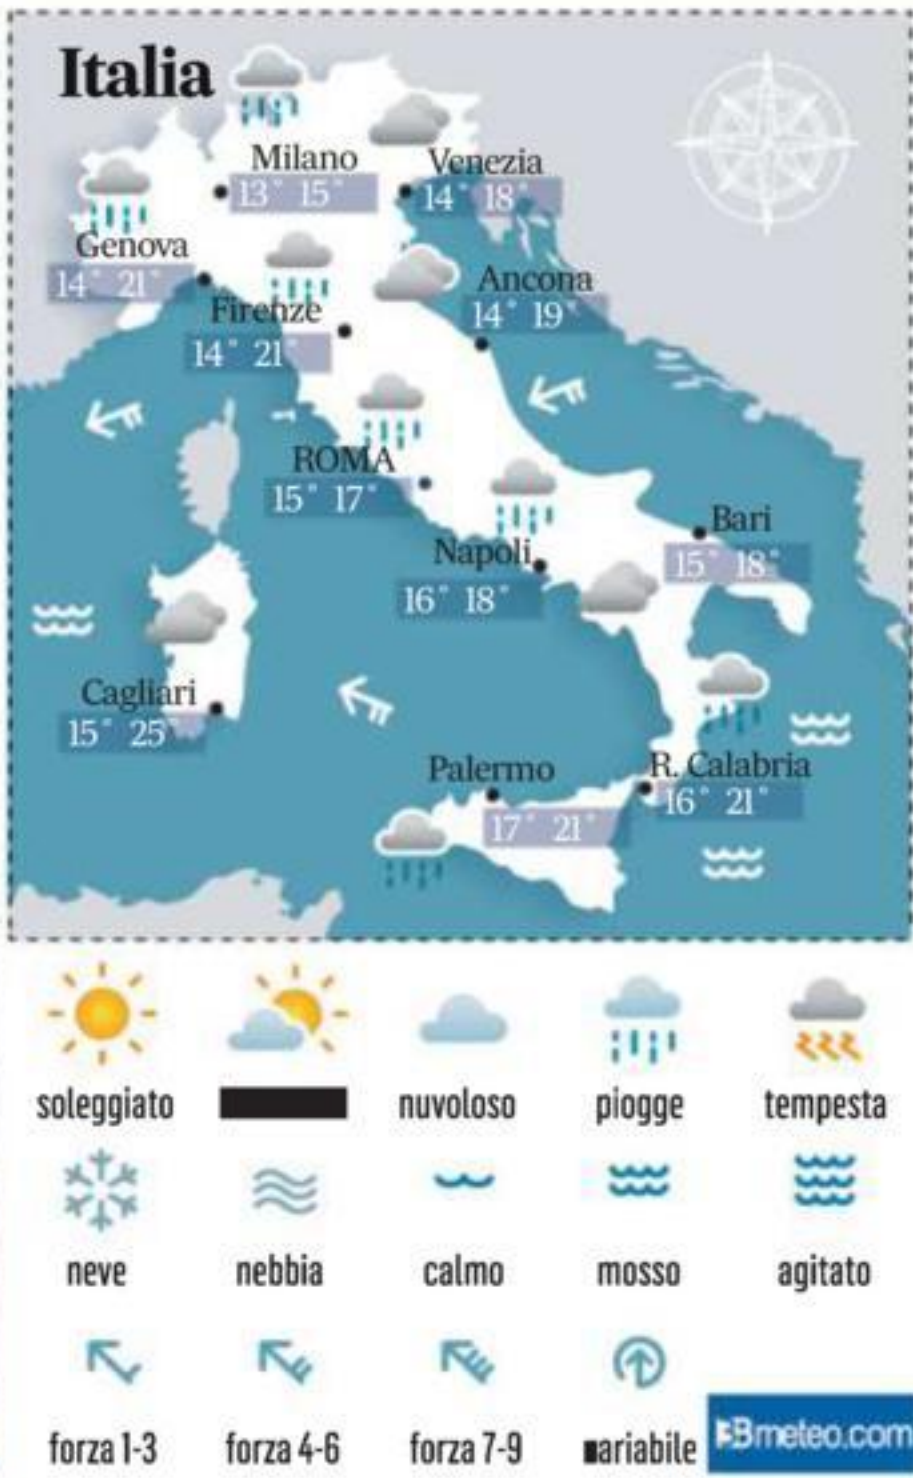 Italia
Milano
13° 15°
Venezia
14° 18°
Genova
14° 21°
Ancona
14° 19°
Firenze
14° 21°
ROMA
15° 17°
Bari
15° 18°
Napoli
16° 18°
Cagliari
15° 25°
Palermo
17° 21°
R. Calabria
16° 21°
soleggiato
nuvoloso
piogge
tempesta
neve
nebbia
calmo
mosso
agitato
forza 1-3
forza 4-6
forza 7-9
ariabile
3Bmeteo.com